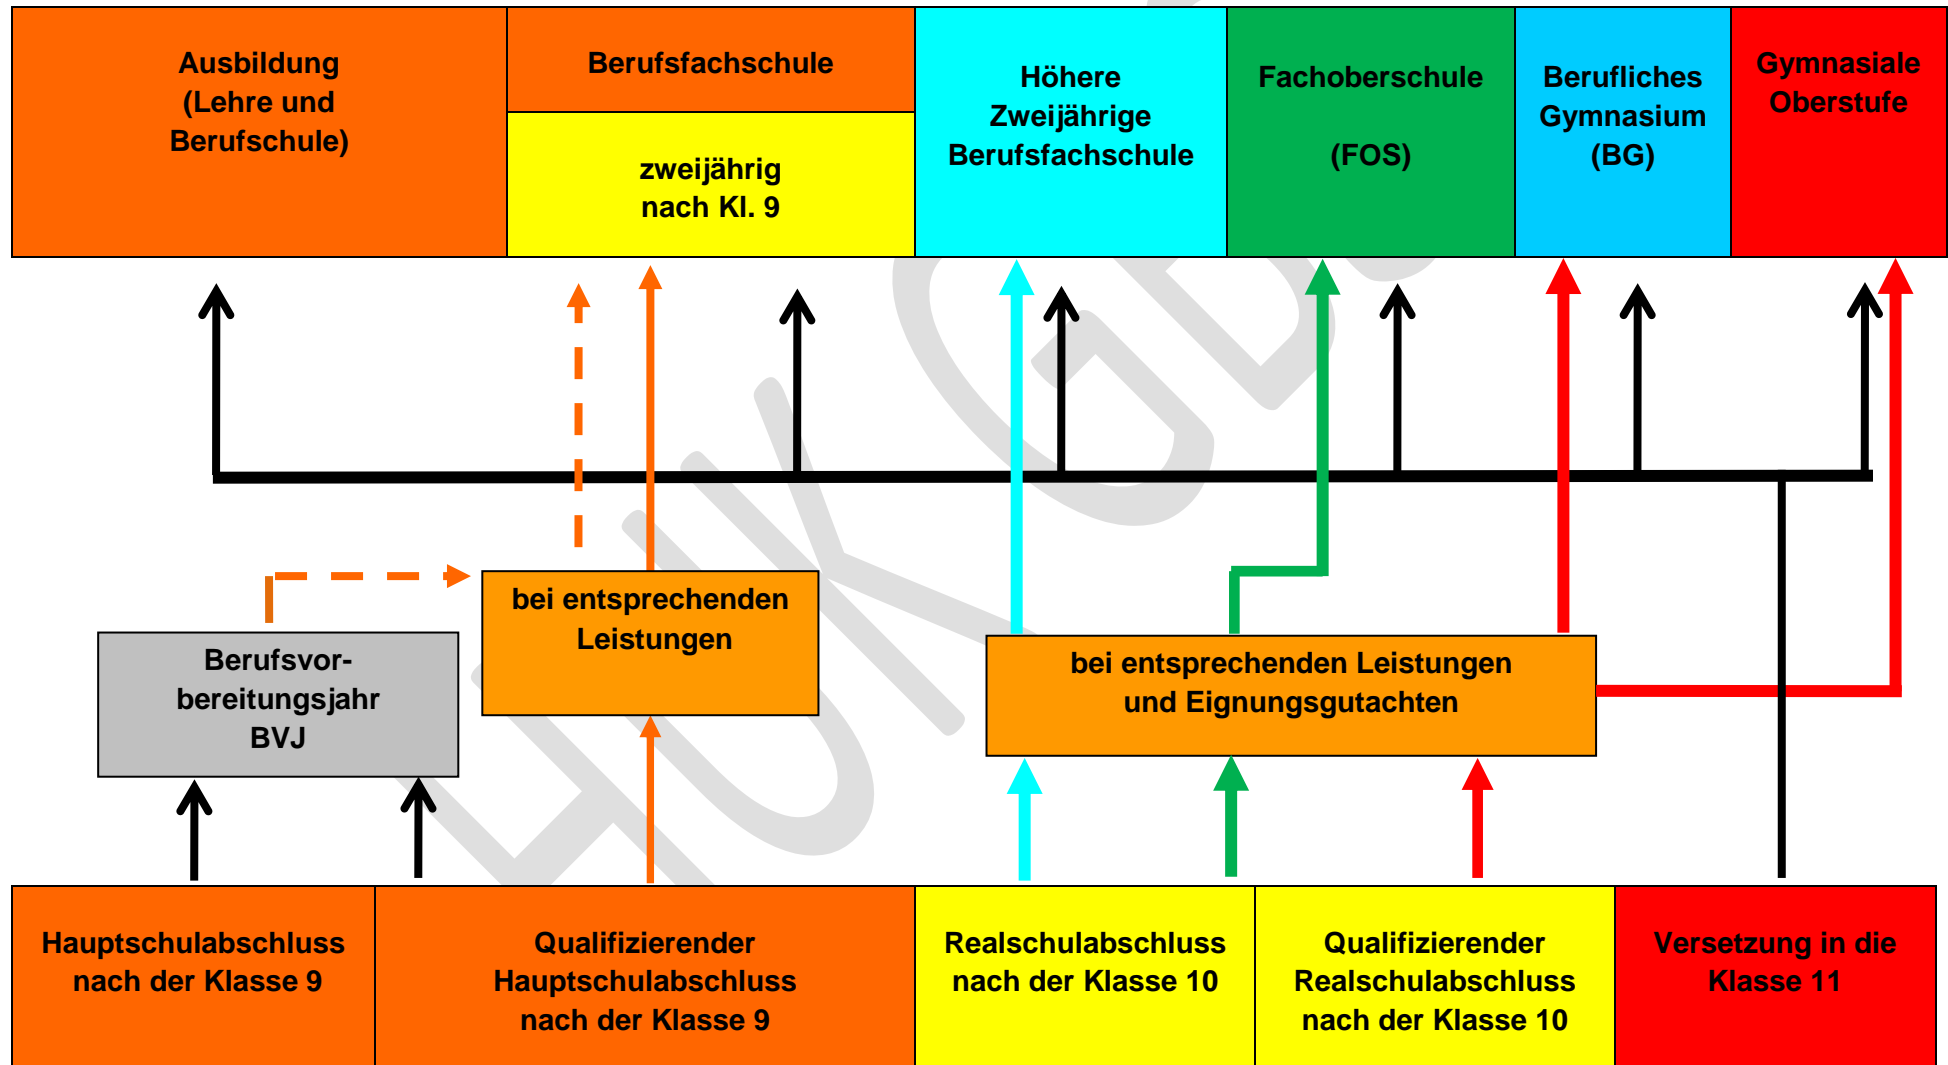 Ausbildung
(Lehre und
Berufschule)
Berufsfachschule
zweijährig
nach Kl. 9
Höhere
Zweijährige
Berufsfachschule
Fachoberschule
(FOS)
Berufliches
Gymnasium
(BG)
Gymnasiale
Oberstufe
bei entsprechenden
Leistungen
Berufsvor-
bereitungsjahr
BVJ
bei entsprechenden Leistungen
und Eignungsgutachten
Hauptschulabschluss
nach der Klasse 9
Qualifizierender
Hauptschulabschluss
nach der Klasse 9
Realschulabschluss
nach der Klasse 10
Qualifizierender
Realschulabschluss
nach der Klasse 10
Versetzung in die
Klasse 11